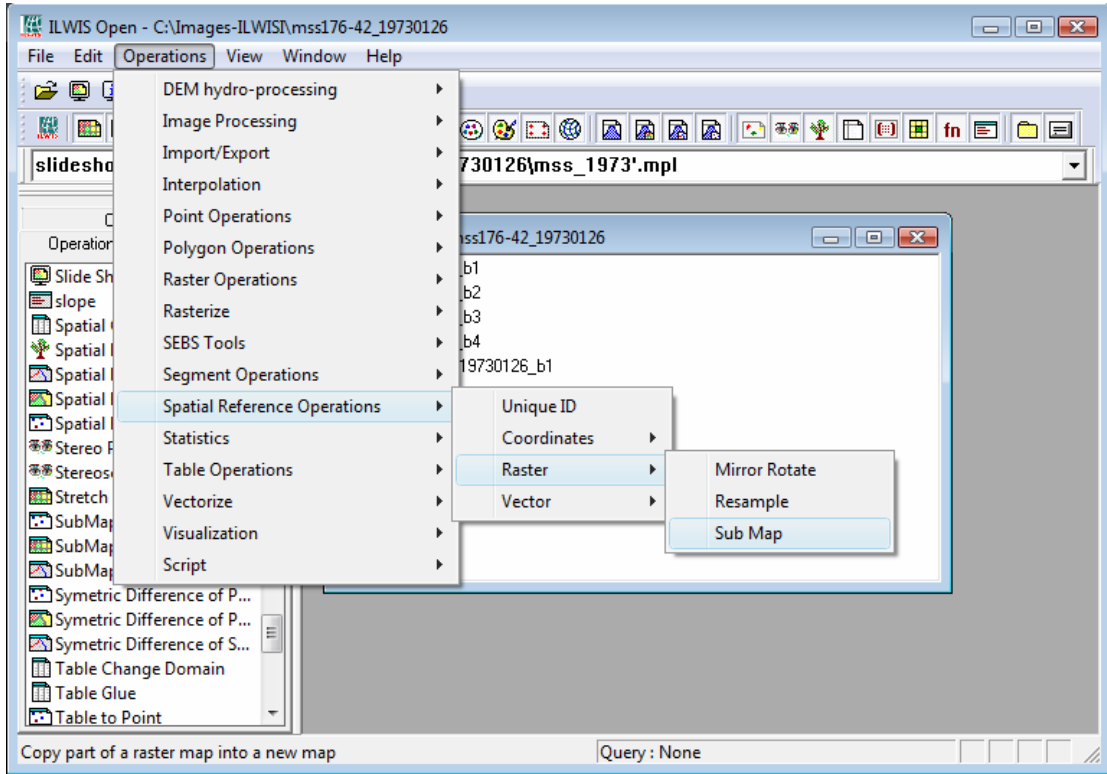 ILWIS Open - C:\Images-ILWISI\mss176-42_19730126
File Edit Operations View Window Help
fn
slidesho 730126\mss_1973'.mpl
Operation
Slide Sh
slope
Spatial
Spatial
Spatial
Spatial
Spatial
Stereo P
Stereosc
Stretch
SubMap
SubMap
SubMap
Symetric Difference of P...
Symetric Difference of P...
Symetric Difference of S...
Table Change Domain
Table Glue
Table to Point
DEM hydro-processing
Image Processing
Import/Export
Interpolation
Point Operations
Polygon Operations
Raster Operations
Rasterize
SEBS Tools
Segment Operations
Spatial Reference Operations
Statistics
Table Operations
Vectorize
Visualization
Script
ss176-42_19730126
_b1
_b2
_b3
_b4
19730126_b1
Unique ID
Coordinates
Raster
Vector
Mirror Rotate
Resample
Sub Map
Copy part of a raster map into a new map
Query : None